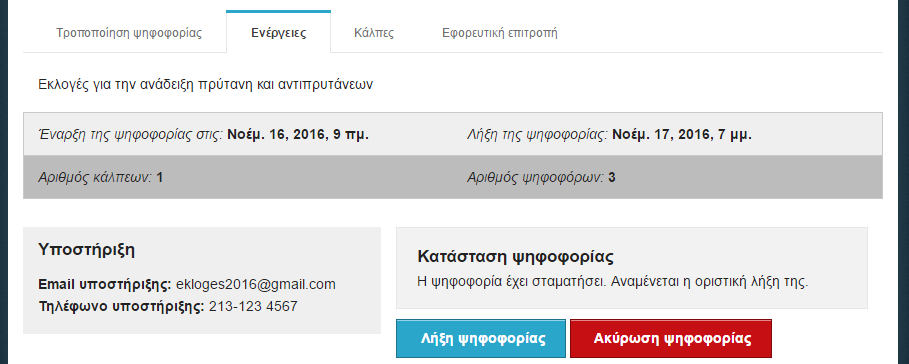 Τροποποίηση ψηφοφορίας Ενέργειες Κάλπες Εφορευτική επιτροπή
Εκλογές για την ανάδειξη πρύτανη και αντιπρυτάνεων
Έναρξη της ψηφοφορίας στις: Νοέμ. 16, 2016, 9 πμ. Λήξη της ψηφοφορίας: Νοέμ. 17, 2016, 7 μμ.
Αριθμός κάλπεων: 1 Αριθμός ψηφοφόρων: 3
Υποστήριξη
Email υποστήριξης: ekloges2016@gmail.com
Τηλέφωνο υποστήριξης: 213-123 4567
Κατάσταση ψηφοφορίας
Η ψηφοφορία έχει σταματήσει. Αναμένεται η οριστική λήξη της.
Λήξη ψηφοφορίας Ακύρωση ψηφοφορίας